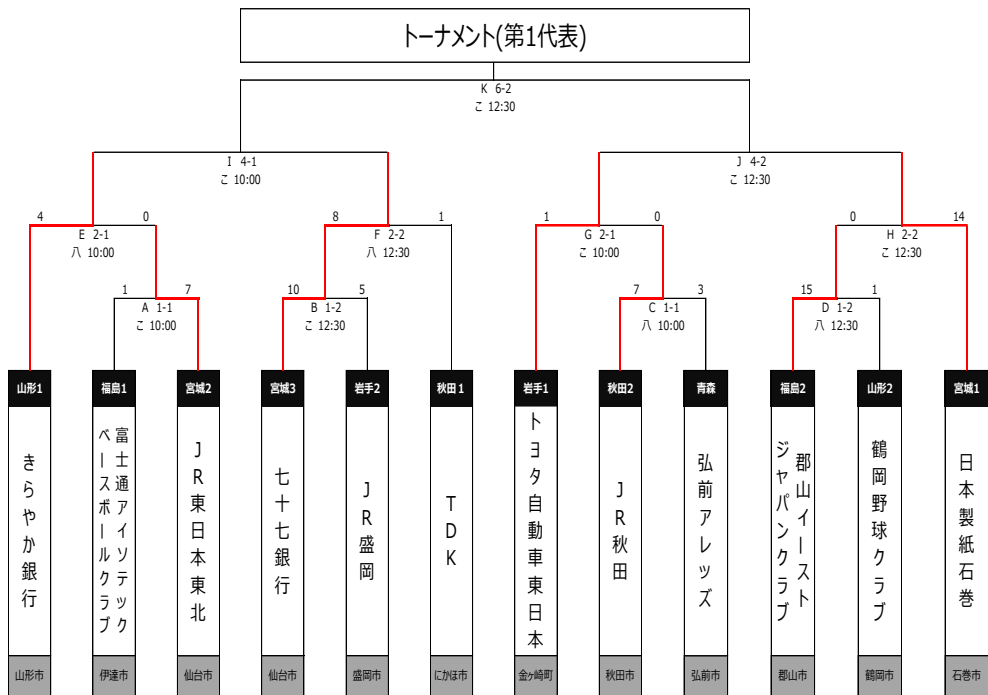 トーナメント(第1代表)
K 6-2
こ 12:30
I 4-1
こ 10:00
J 4-2
こ 12:30
4 0
E 2-1
八 10:00
8 1
F 2-2
八 12:30
1 0
G 2-1
こ 10:00
0 14
H 2-2
こ 12:30
1 7
A 1-1
こ 10:00
10 5
B 1-2
こ 12:30
7 3
C 1-1
八 10:00
15 1
D 1-2
八 12:30
山形1 福島1 宮城2 宮城3 岩手2 秋田1 岩手1 秋田2 青森 福島2 山形2 宮城1
きらやか銀行
富士通アイソテック
ベースボールクラブ
JR東日本東北
七十七銀行
JR盛岡
TDK
トヨタ自動車東日本
JR秋田
弘前アレッズ
郡山イースト
ジャパンクラブ
鶴岡野球クラブ
日本製紙石巻
山形市 伊達市 仙台市 仙台市 盛岡市 にかほ市 金ヶ崎町 秋田市 弘前市 郡山市 鶴岡市 石巻市